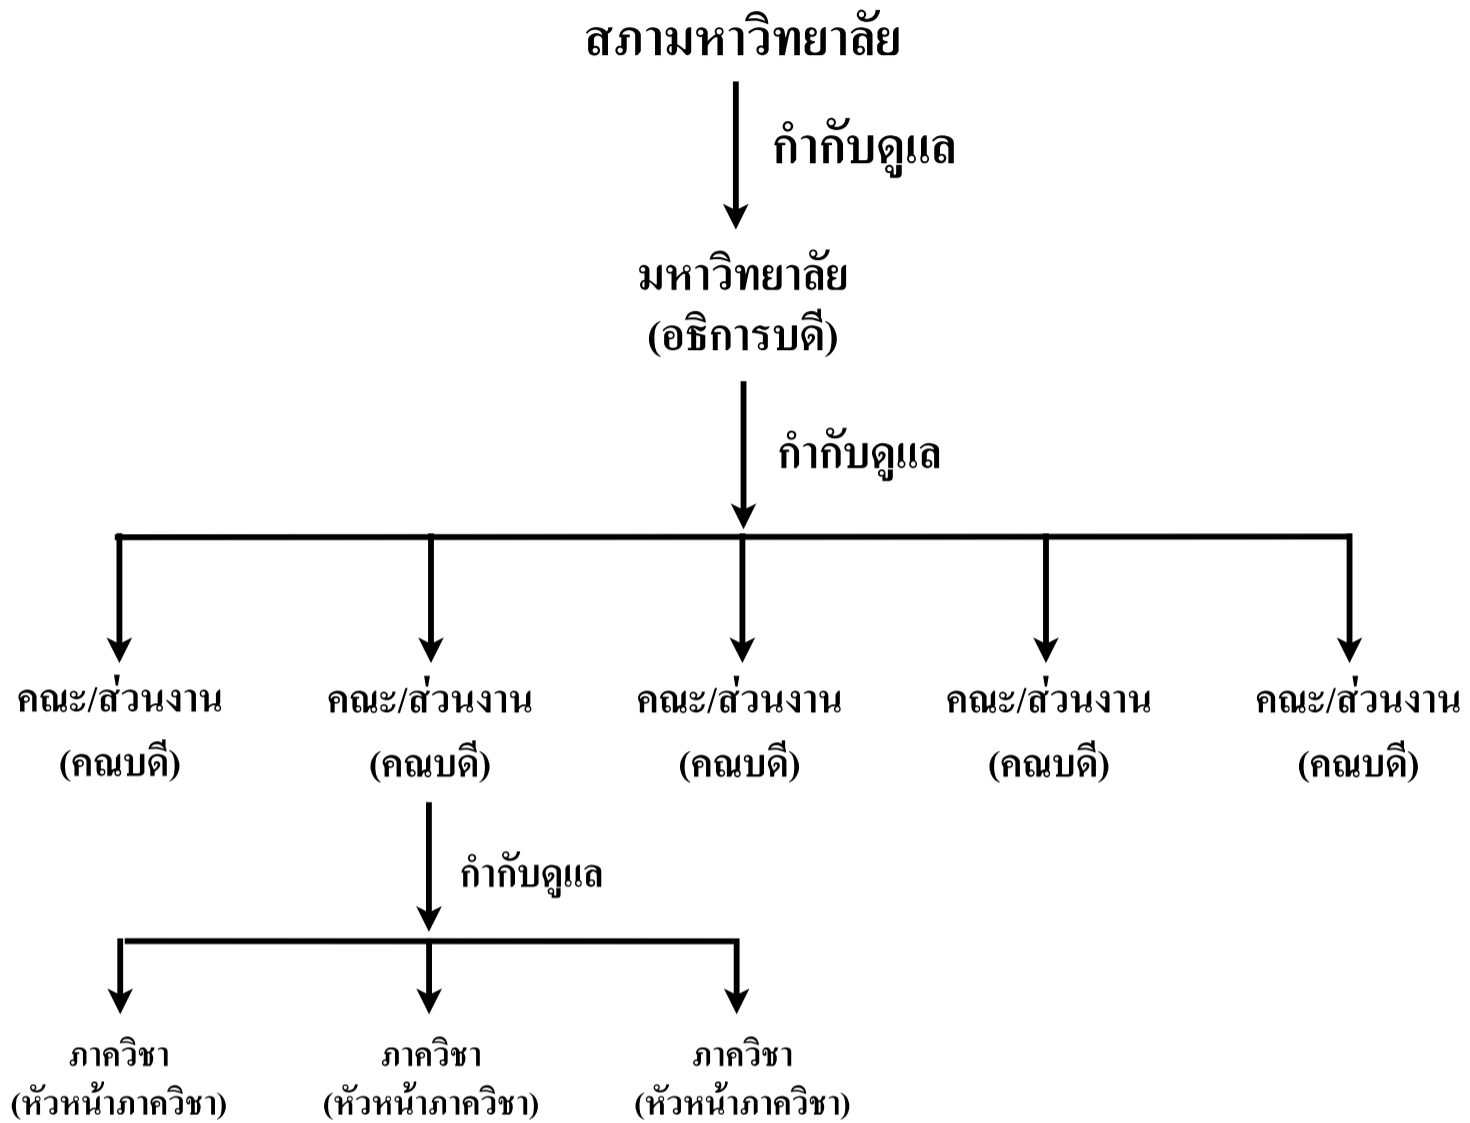 สภามหาวิทยาลัย
กำกับดูแล
มหาวิทยาลัย
(อธิการบดี)
กำกับดูแล
คณะ/ส่วนงาน คณะ/ส่วนงาน คณะ/ส่วนงาน คณะ/ส่วนงาน คณะ/ส่วนงาน
(คณบดี) (คณบดี) (คณบดี) (คณบดี) (คณบดี)
กำกับดูแล
ภาควิชา ภาควิชา ภาควิชา
(หัวหน้าภาควิชา) (หัวหน้าภาควิชา) (หัวหน้าภาควิชา)